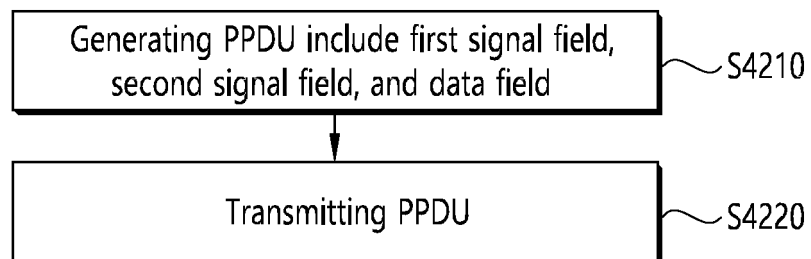 Generating PPDU include first signal field,
second signal field, and data field
S4210
Transmitting PPDU
S4220